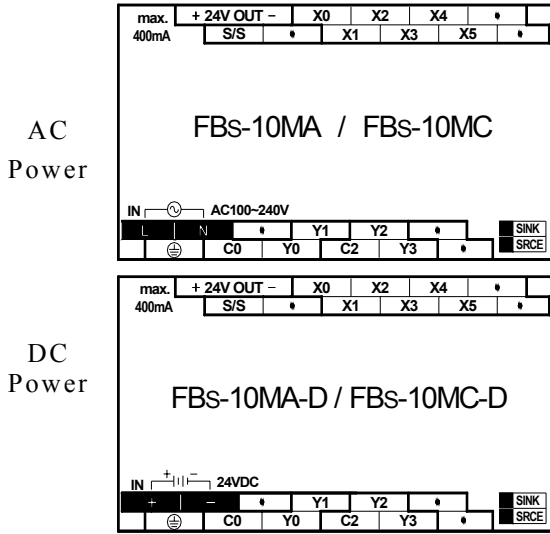 max. + 24V OUT − X0 X2 X4 •
400mA S/S • X1 X3 X5 •
AC
Power
FBs-10MA / FBs-10MC
IN AC100~240V
L N • Y1 Y2 • SINK
C0 Y0 C2 Y3 • SRCE
max. + 24V OUT − X0 X2 X4 •
400mA S/S • X1 X3 X5 •
DC
Power
FBs-10MA-D / FBs-10MC-D
IN + − 24VDC
+ − • Y1 Y2 • SINK
C0 Y0 C2 Y3 • SRCE